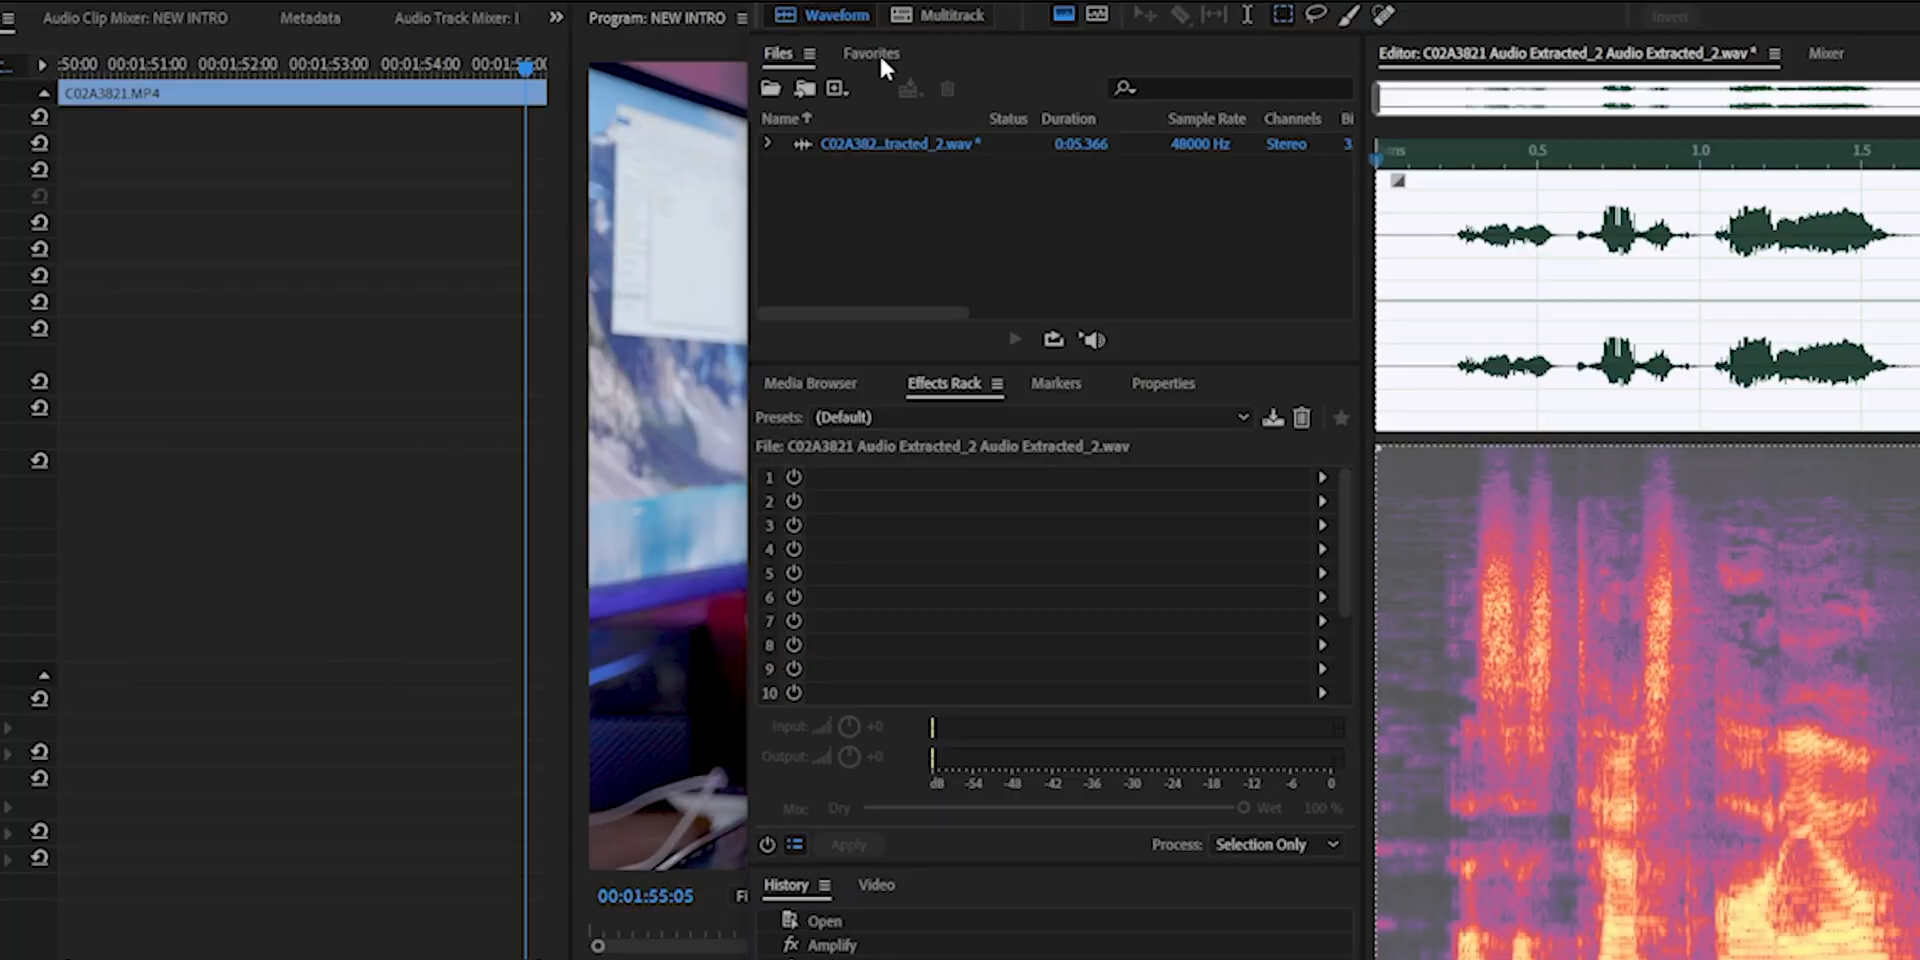 Audio Clip Mixer: NEW INTRO
Metadata
Audio Track Mixer: I
Program: NEW INTRO
Waveform
Multitrack
Invert
:50:00 00:01:51:00 00:01:52:00 00:01:53:00 00:01:54:00
C02A3821.MP4
Files
Favorites
Name
Status
Duration
Sample Rate
Channels
Bi
C02A382...tracted_2.wav *
0:05.366
48000 Hz
Stereo
3
Editor: C02A3821 Audio Extracted_2 Audio Extracted_2.wav *
Mixer
ms
0.5
1.0
1.5
Media Browser
Effects Rack
Markers
Properties
Presets:
(Default)
File: C02A3821 Audio Extracted_2 Audio Extracted_2.wav
1
2
3
4
5
6
7
8
9
10
Input:
+0
Output:
+0
dB -54 -48 -42 -36 -30 -24 -18 -12 -6 0
Mix:
Dry
Wet
100 %
Apply
Process:
Selection Only
00:01:55:05
Fi
History
Video
Open
fx Amplify